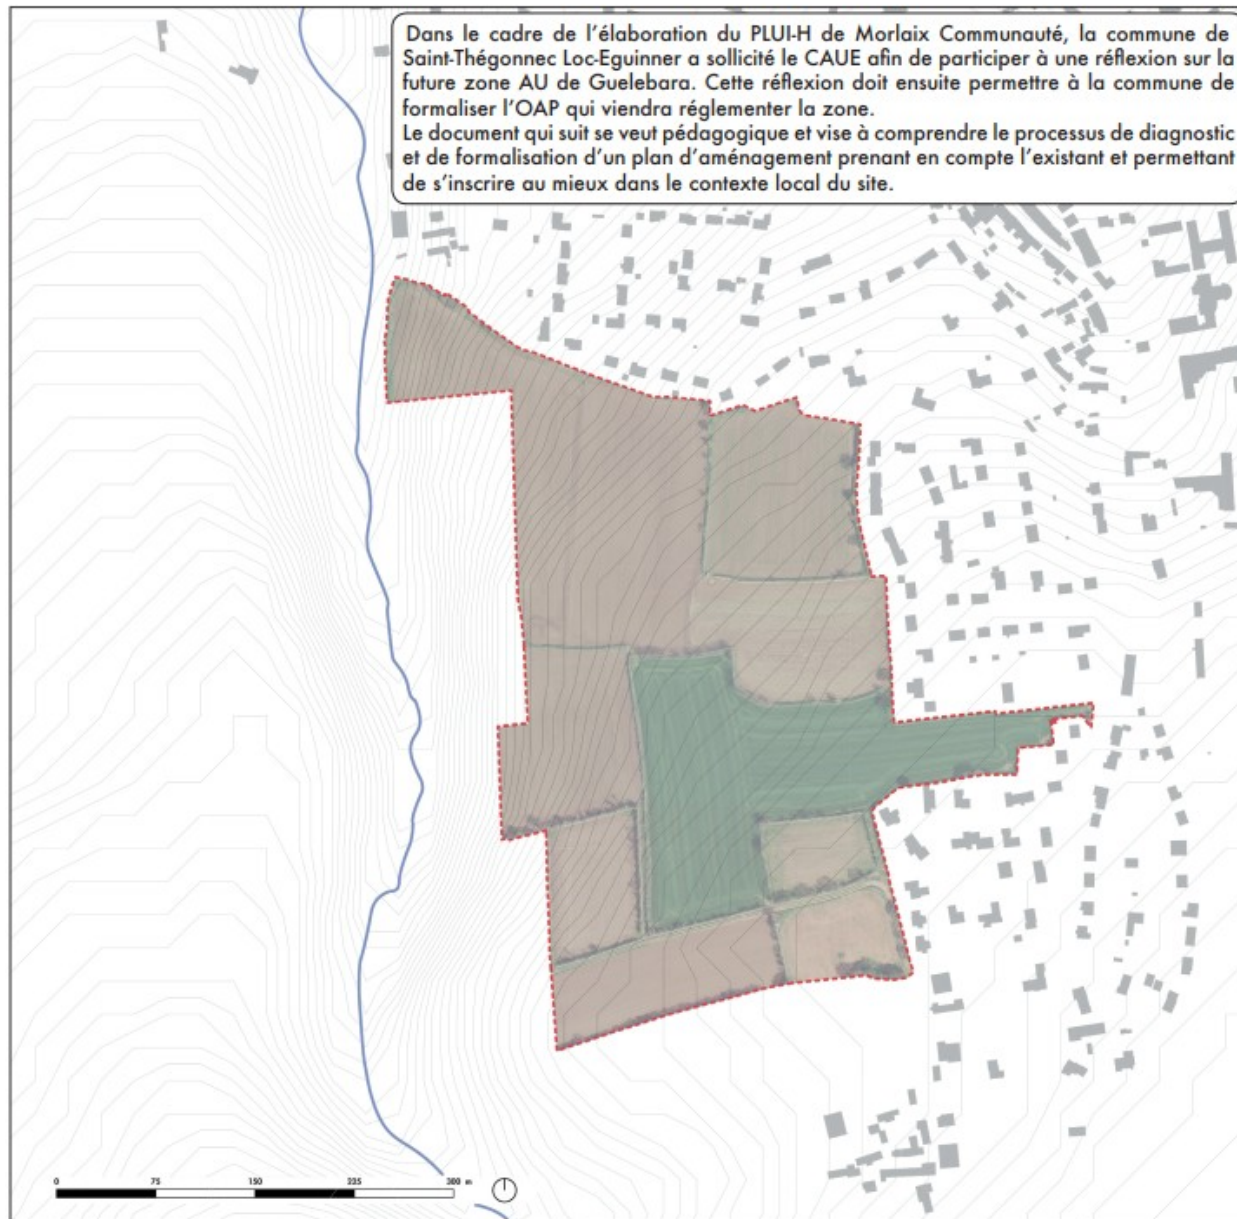 Dans le cadre de l'élaboration du PLUI-H de Morlaix Communauté, la commune de
Saint-Thégonnec Loc-Eguinner a sollicité le CAUE afin de participer à une réflexion sur la
future zone AU de Guelebara. Cette réflexion doit ensuite permettre à la commune de
formaliser l'OAP qui viendra réglementer la zone.
Le document qui suit se veut pédagogique et vise à comprendre le processus de diagnostic
et de formalisation d'un plan d'aménagement prenant en compte l'existant et permettant
de s'inscrire au mieux dans le contexte local du site.
0 75 150 225 300 m